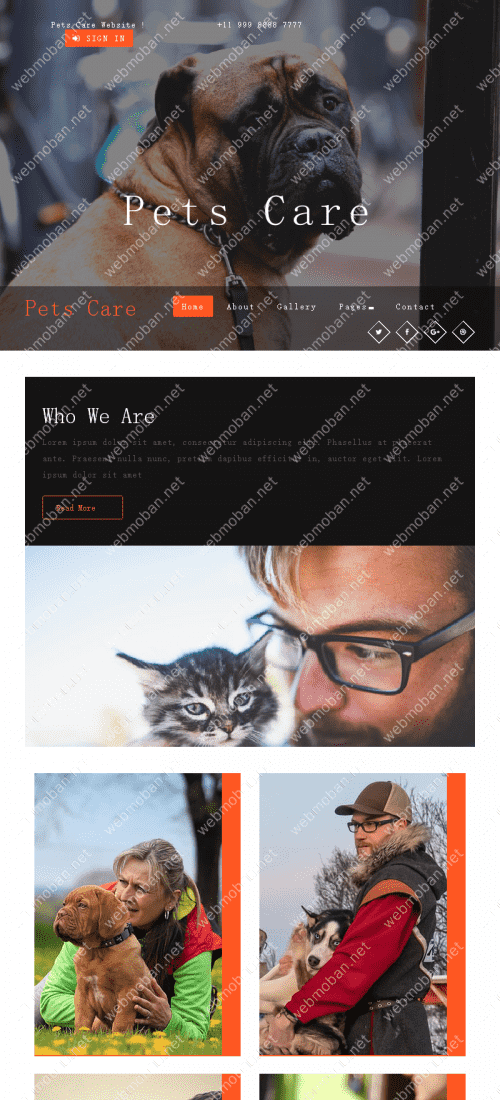 Pets Care Website !
+11 999 8888 7777
SIGN IN
Pets Care
Pets Care
Home
About
Gallery
Pages
Contact
Who We Are
Lorem ipsum dolor sit amet, consectetur adipiscing elit. Phasellus at placerat
ante. Praesent nulla nunc, pretium dapibus efficitur in, auctor eget elit. Lorem
ipsum dolor sit amet
Read More
webmoban.net